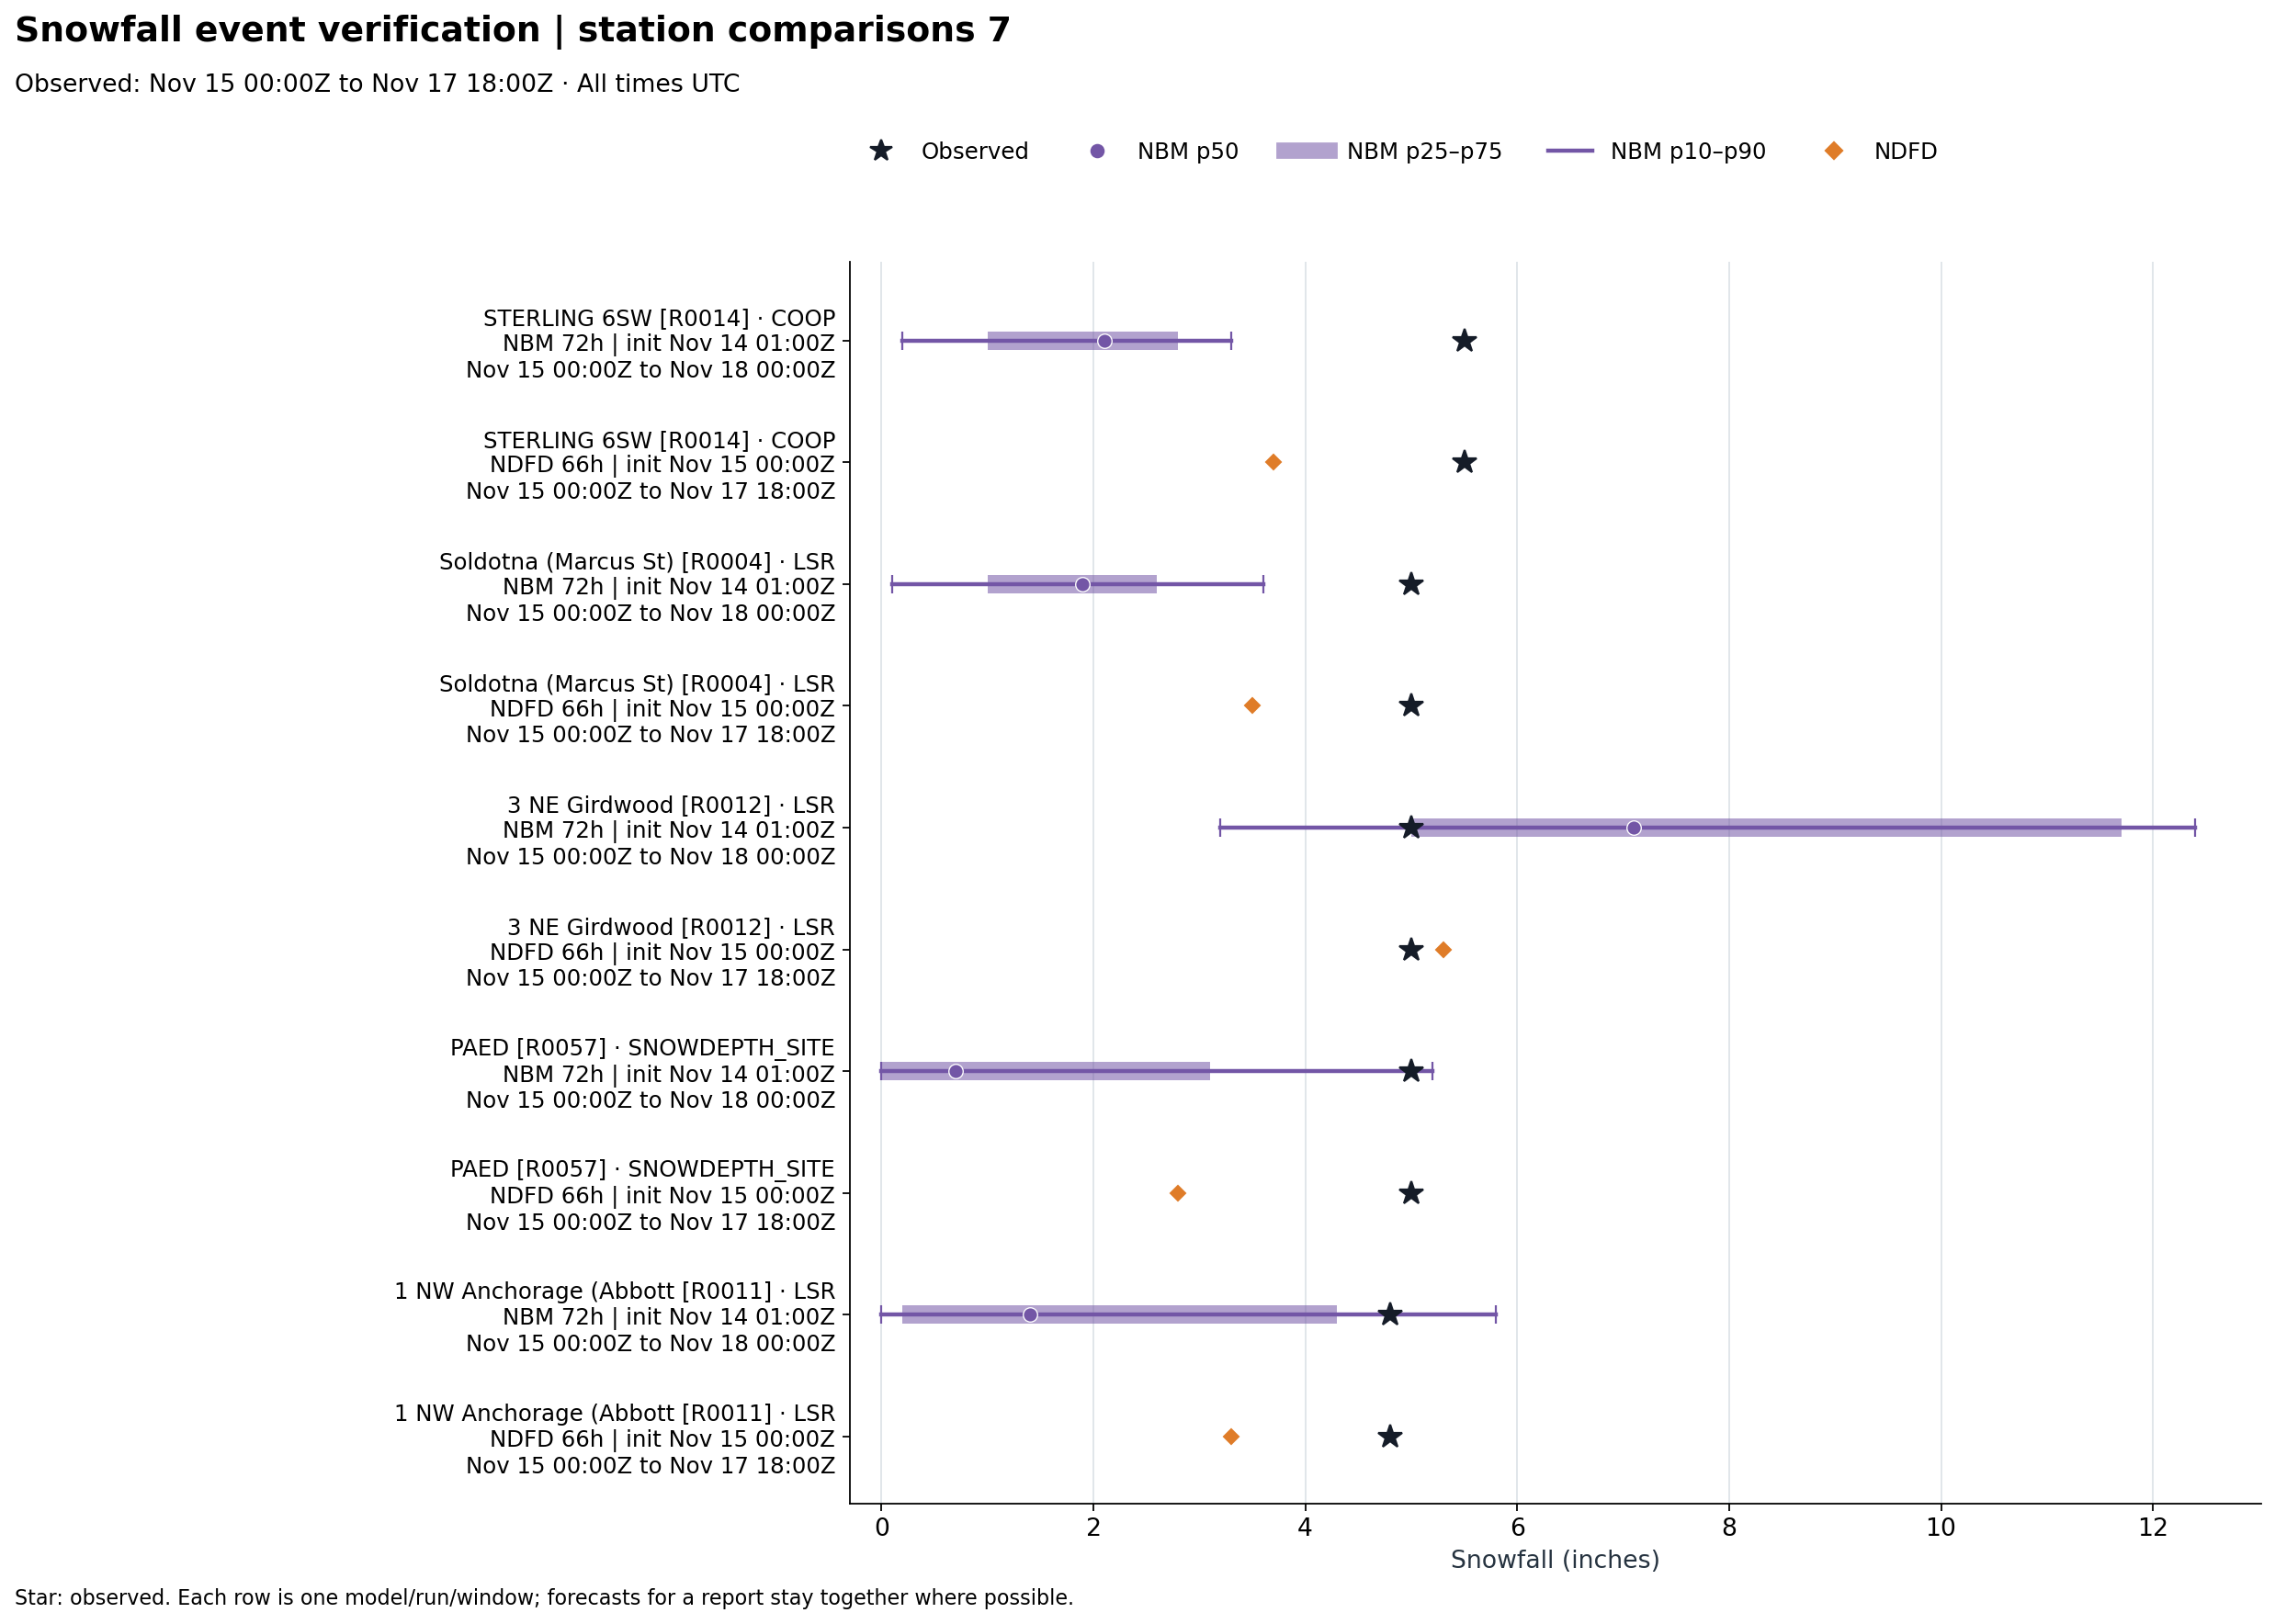 Snowfall event verification | station comparisons 7
Observed: Nov 15 00:00Z to Nov 17 18:00Z · All times UTC
Observed
NBM p50
NBM p25–p75
NBM p10–p90
NDFD
STERLING 6SW [R0014] · COOP
NBM 72h | init Nov 14 01:00Z
Nov 15 00:00Z to Nov 18 00:00Z
STERLING 6SW [R0014] · COOP
NDFD 66h | init Nov 15 00:00Z
Nov 15 00:00Z to Nov 17 18:00Z
Soldotna (Marcus St) [R0004] · LSR
NBM 72h | init Nov 14 01:00Z
Nov 15 00:00Z to Nov 18 00:00Z
Soldotna (Marcus St) [R0004] · LSR
NDFD 66h | init Nov 15 00:00Z
Nov 15 00:00Z to Nov 17 18:00Z
3 NE Girdwood [R0012] · LSR
NBM 72h | init Nov 14 01:00Z
Nov 15 00:00Z to Nov 18 00:00Z
3 NE Girdwood [R0012] · LSR
NDFD 66h | init Nov 15 00:00Z
Nov 15 00:00Z to Nov 17 18:00Z
PAED [R0057] · SNOWDEPTH_SITE
NBM 72h | init Nov 14 01:00Z
Nov 15 00:00Z to Nov 18 00:00Z
PAED [R0057] · SNOWDEPTH_SITE
NDFD 66h | init Nov 15 00:00Z
Nov 15 00:00Z to Nov 17 18:00Z
1 NW Anchorage (Abbott [R0011] · LSR
NBM 72h | init Nov 14 01:00Z
Nov 15 00:00Z to Nov 18 00:00Z
1 NW Anchorage (Abbott [R0011] · LSR
NDFD 66h | init Nov 15 00:00Z
Nov 15 00:00Z to Nov 17 18:00Z
0 2 4 6 8 10 12
Snowfall (inches)
Star: observed. Each row is one model/run/window; forecasts for a report stay together where possible.